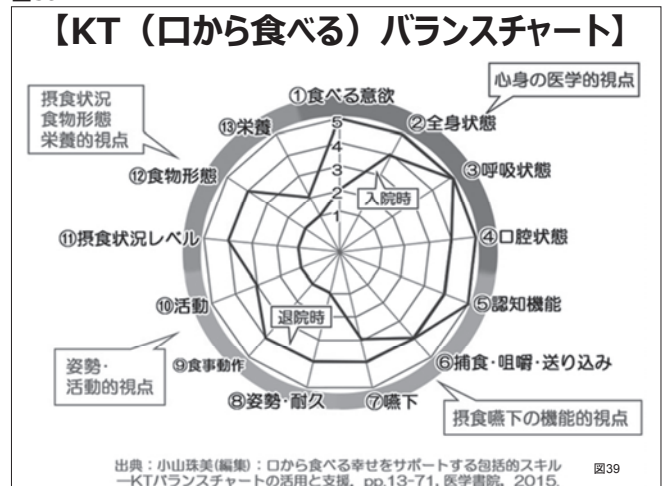 【KT（口から食べる）バランスチャート】
心身の医学的視点
摂食状況
食物形態
栄養的視点
①食べる意欲
②全身状態
③呼吸状態
④口腔状態
⑤認知機能
⑥捕食・咀嚼・送り込み
⑦嚥下
⑧姿勢・耐久
⑨食事動作
⑩活動
⑪摂食状況レベル
⑫食物形態
⑬栄養
5
4
3
2
1
入院時
退院時
姿勢・
活動的視点
摂食嚥下の機能的視点
出典：小山珠美(編集)：口から食べる幸せをサポートする包括的スキル
―KTバランスチャートの活用と支援，pp.13-71，医学書院，2015.
図39